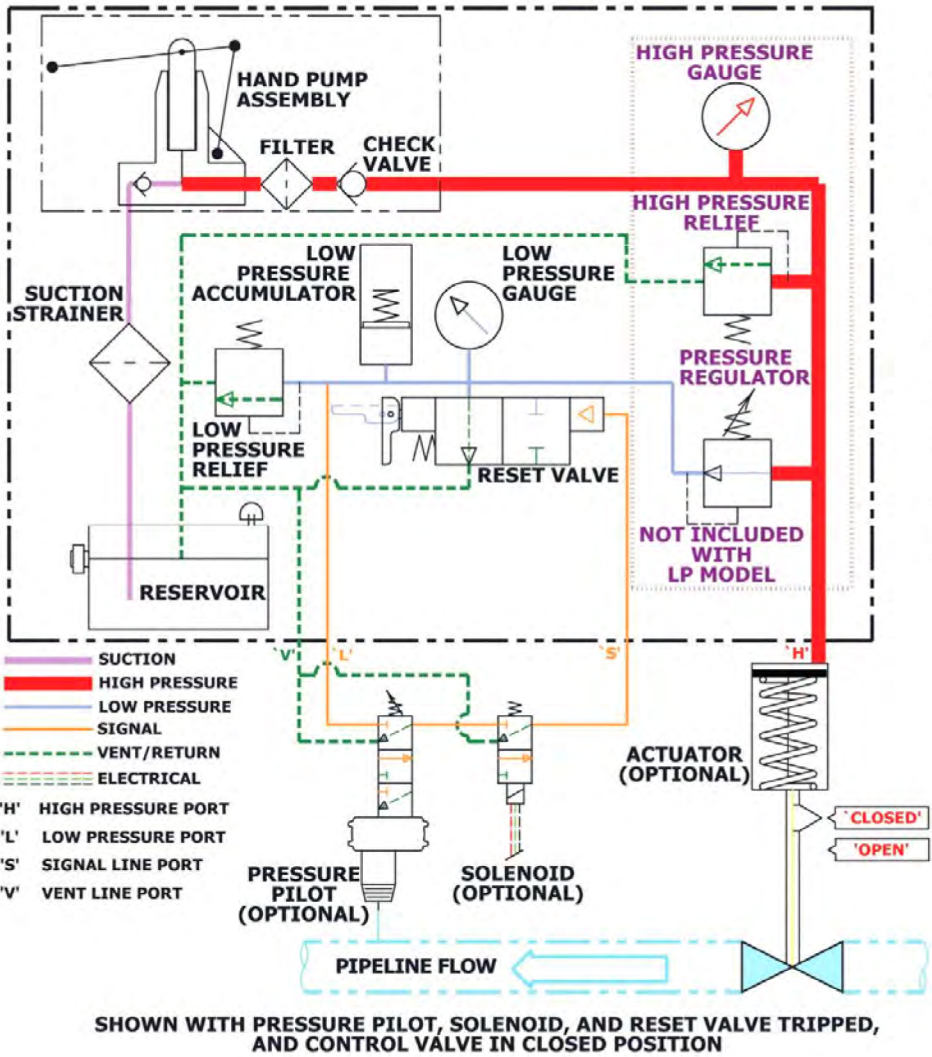 HAND PUMP
ASSEMBLY
FILTER
CHECK
VALVE
HIGH PRESSURE
GAUGE
HIGH PRESSURE
RELIEF
SUCTION
STRAINER
LOW
PRESSURE
ACCUMULATOR
LOW
PRESSURE
GAUGE
PRESSURE
REGULATOR
LOW
PRESSURE
RELIEF
RESET VALVE
NOT INCLUDED
WITH
LP MODEL
RESERVOIR
`V'
`L'
`S'
`H'
SUCTION
HIGH PRESSURE
LOW PRESSURE
SIGNAL
VENT/RETURN
ELECTRICAL
'H' HIGH PRESSURE PORT
'L' LOW PRESSURE PORT
'S' SIGNAL LINE PORT
'V' VENT LINE PORT
ACTUATOR
(OPTIONAL)
`CLOSED'
'OPEN'
PRESSURE
PILOT
(OPTIONAL)
SOLENOID
(OPTIONAL)
PIPELINE FLOW
SHOWN WITH PRESSURE PILOT, SOLENOID, AND RESET VALVE TRIPPED,
AND CONTROL VALVE IN CLOSED POSITION